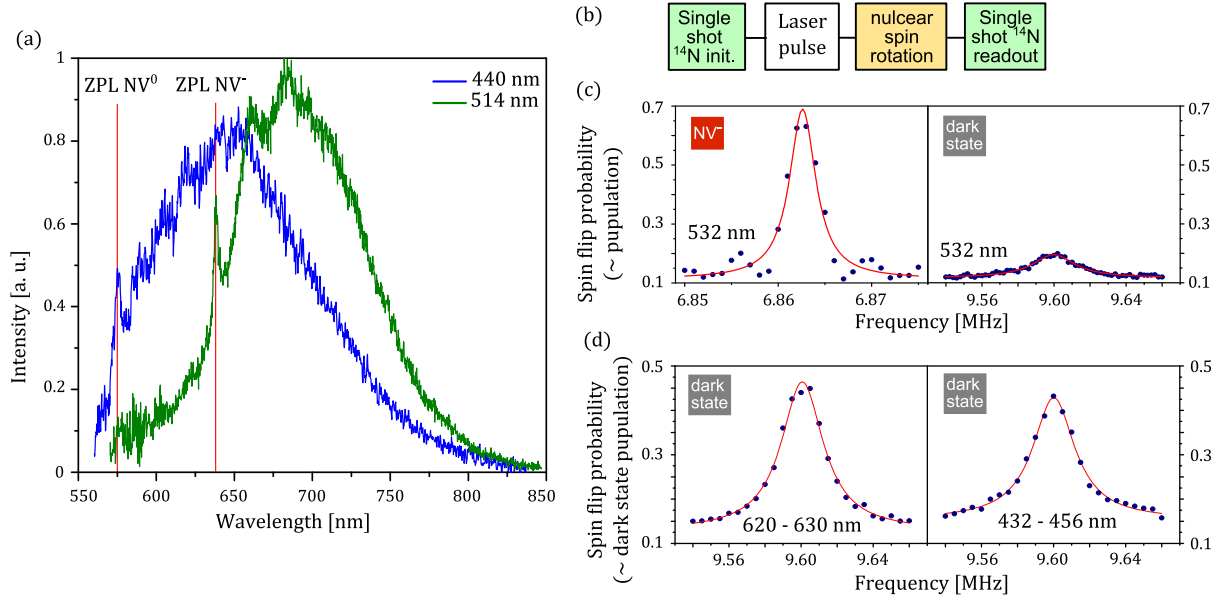 (a)
1
0.8
0.6
0.4
0.2
0
Intensity [a. u.]
ZPL NV⁰
ZPL NV⁻
440 nm
514 nm
550
600
650
700
750
800
850
Wavelength [nm]
(b)
Single
shot
¹⁴N init.
Laser
pulse
nulcear
spin
rotation
Single
shot ¹⁴N
readout
(c)
Spin flip probability
(~ pupulation)
0.7
0.5
0.3
0.1
NV⁻
532 nm
6.85
6.86
6.87
dark
state
532 nm
0.7
0.5
0.3
0.1
9.56
9.60
9.64
Frequency [MHz]
(d)
Spin flip probability
(~ dark state pupulation)
0.5
0.3
0.1
dark
state
620 - 630 nm
9.56
9.60
9.64
dark
state
432 - 456 nm
0.5
0.3
0.1
9.56
9.60
9.64
Frequency [MHz]